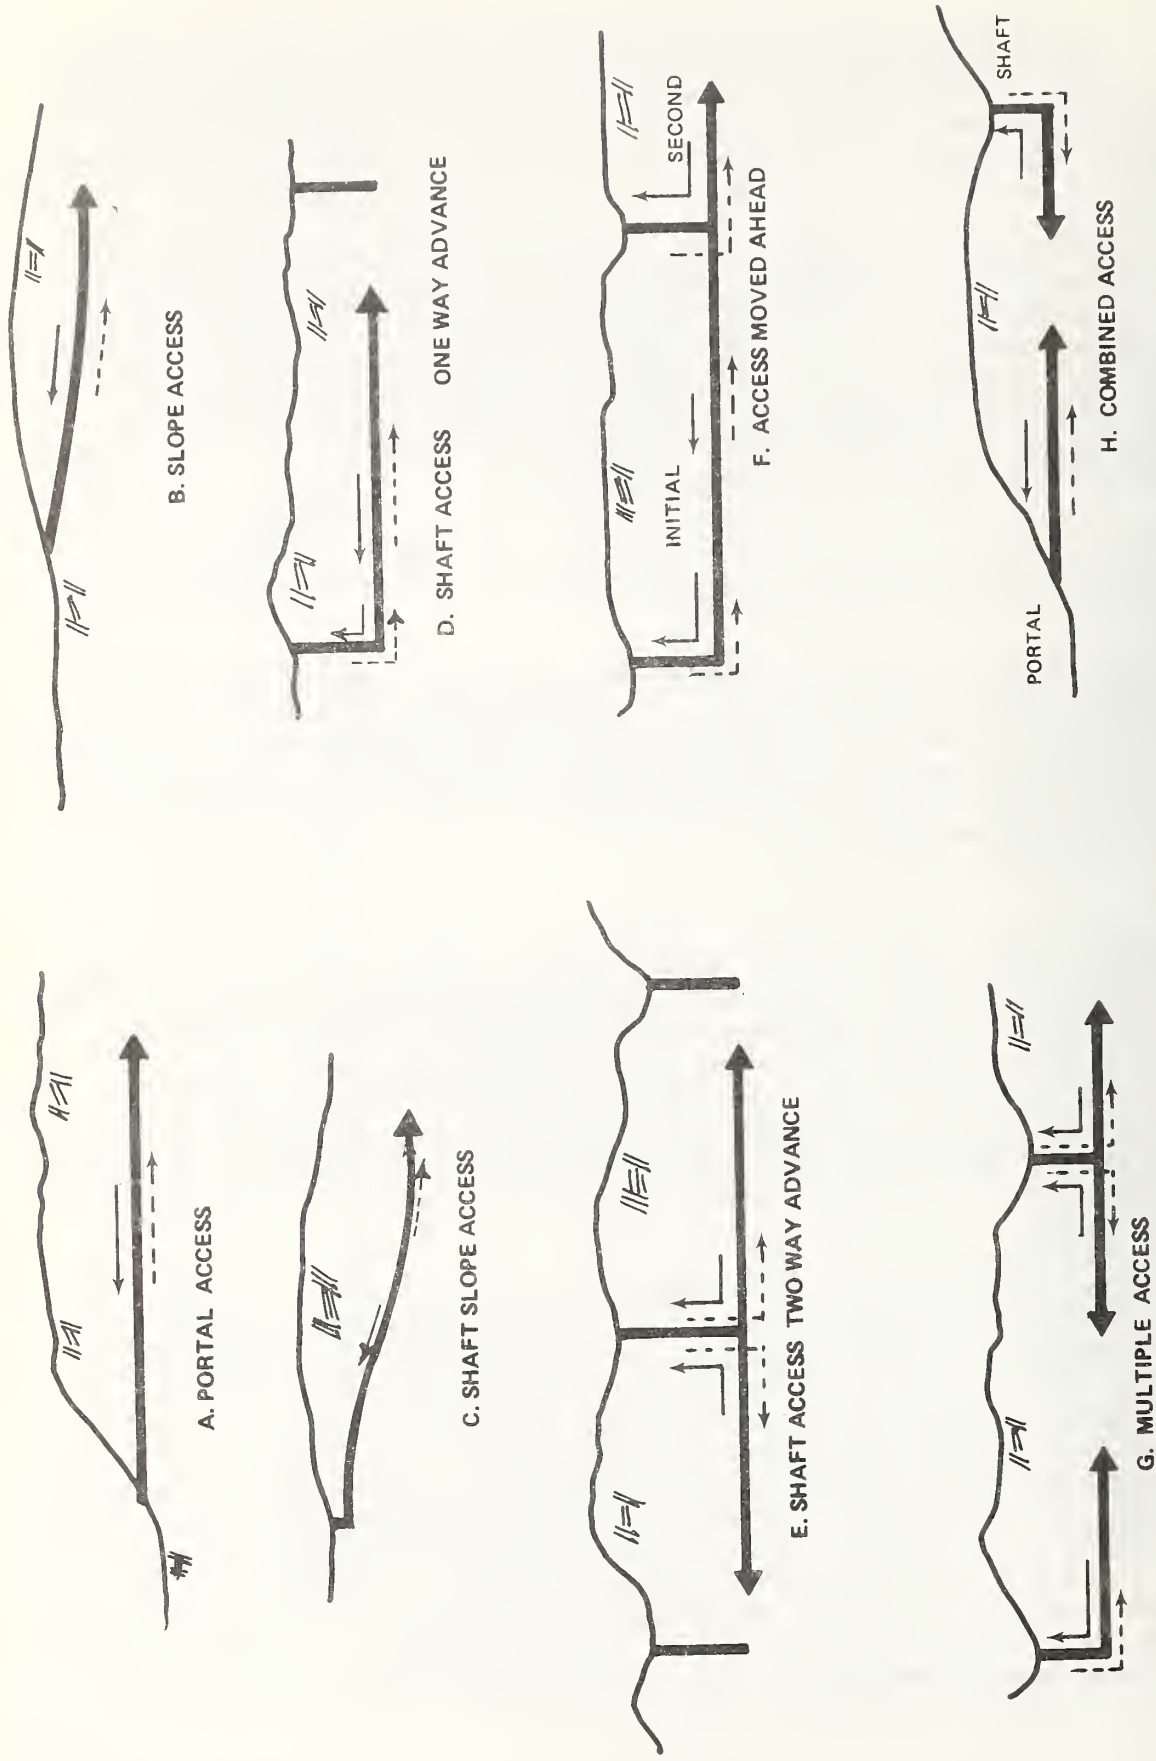 A. PORTAL ACCESS
B. SLOPE ACCESS
C. SHAFT SLOPE ACCESS
D. SHAFT ACCESS ONE WAY ADVANCE
E. SHAFT ACCESS TWO WAY ADVANCE
INITIAL
SECOND
F. ACCESS MOVED AHEAD
G. MULTIPLE ACCESS
PORTAL
SHAFT
H. COMBINED ACCESS